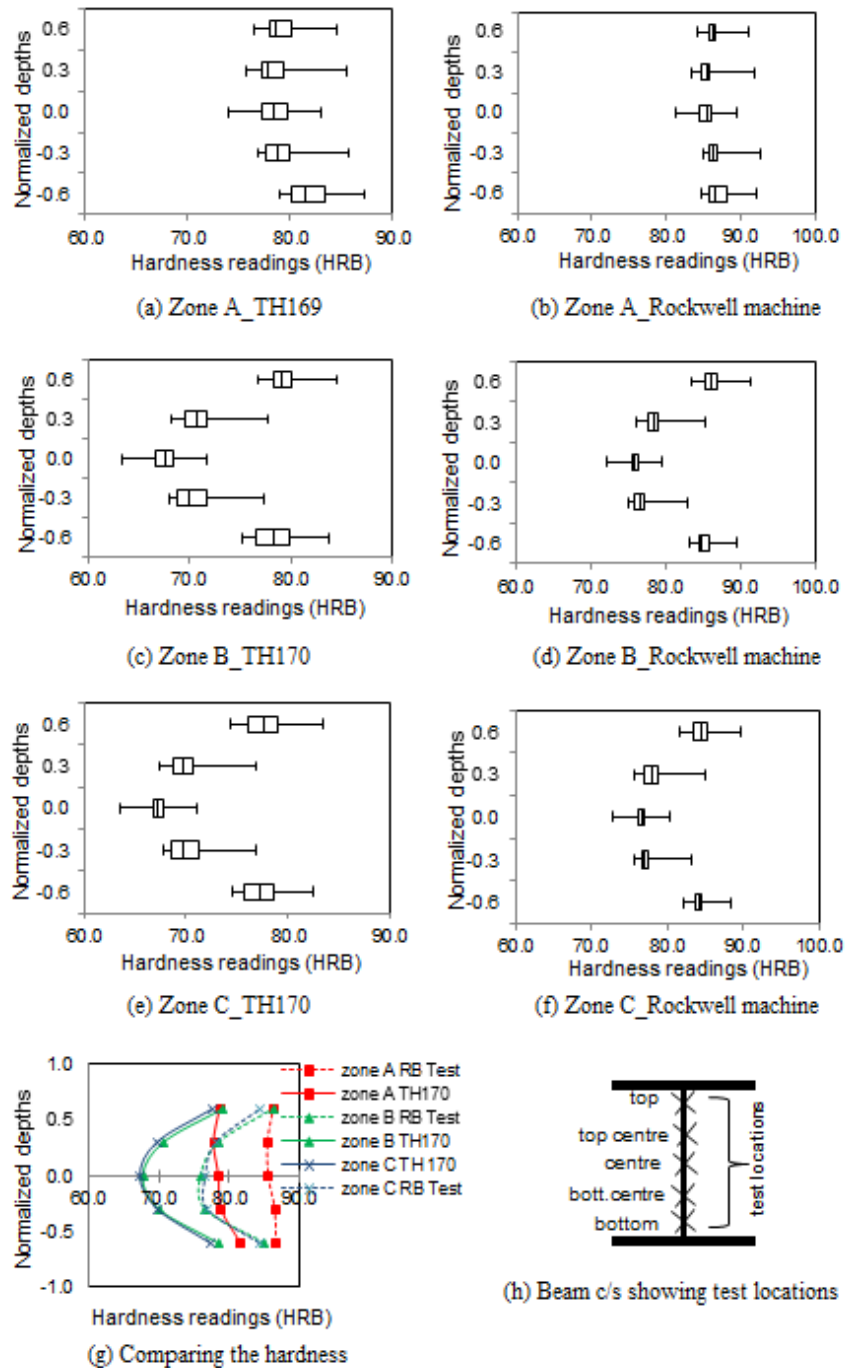 Normalized depths
0.6
0.3
0.0
-0.3
-0.6
60.0 70.0 80.0 90.0
Hardness readings (HRB)
(a) Zone A_TH169
Normalized depths
0.6
0.3
0.0
-0.3
-0.6
60.0 70.0 80.0 90.0 100.0
Hardness readings (HRB)
(b) Zone A_Rockwell machine
Normalized depths
0.6
0.3
0.0
-0.3
-0.6
60.0 70.0 80.0 90.0
Hardness readings (HRB)
(c) Zone B_TH170
Normalized depths
0.6
0.3
0.0
-0.3
-0.6
60.0 70.0 80.0 90.0 100.0
Hardness readings (HRB)
(d) Zone B_Rockwell machine
Normalized depths
0.6
0.3
0.0
-0.3
-0.6
60.0 70.0 80.0 90.0
Hardness readings (HRB)
(e) Zone C_TH170
Normalized depths
0.6
0.3
0.0
-0.3
-0.6
60.0 70.0 80.0 90.0 100.0
Hardness readings (HRB)
(f) Zone C_Rockwell machine
Normalized depths
1.0
0.5
0.0
-0.5
-1.0
60.0 70.0 80.0 90.0
zone A RB Test
zone A TH170
zone B RB Test
zone B TH170
zone C TH 170
zone C RB Test
Hardness readings (HRB)
(g) Comparing the hardness
top
top centre
centre
bott.centre
bottom
test locations
(h) Beam c/s showing test locations